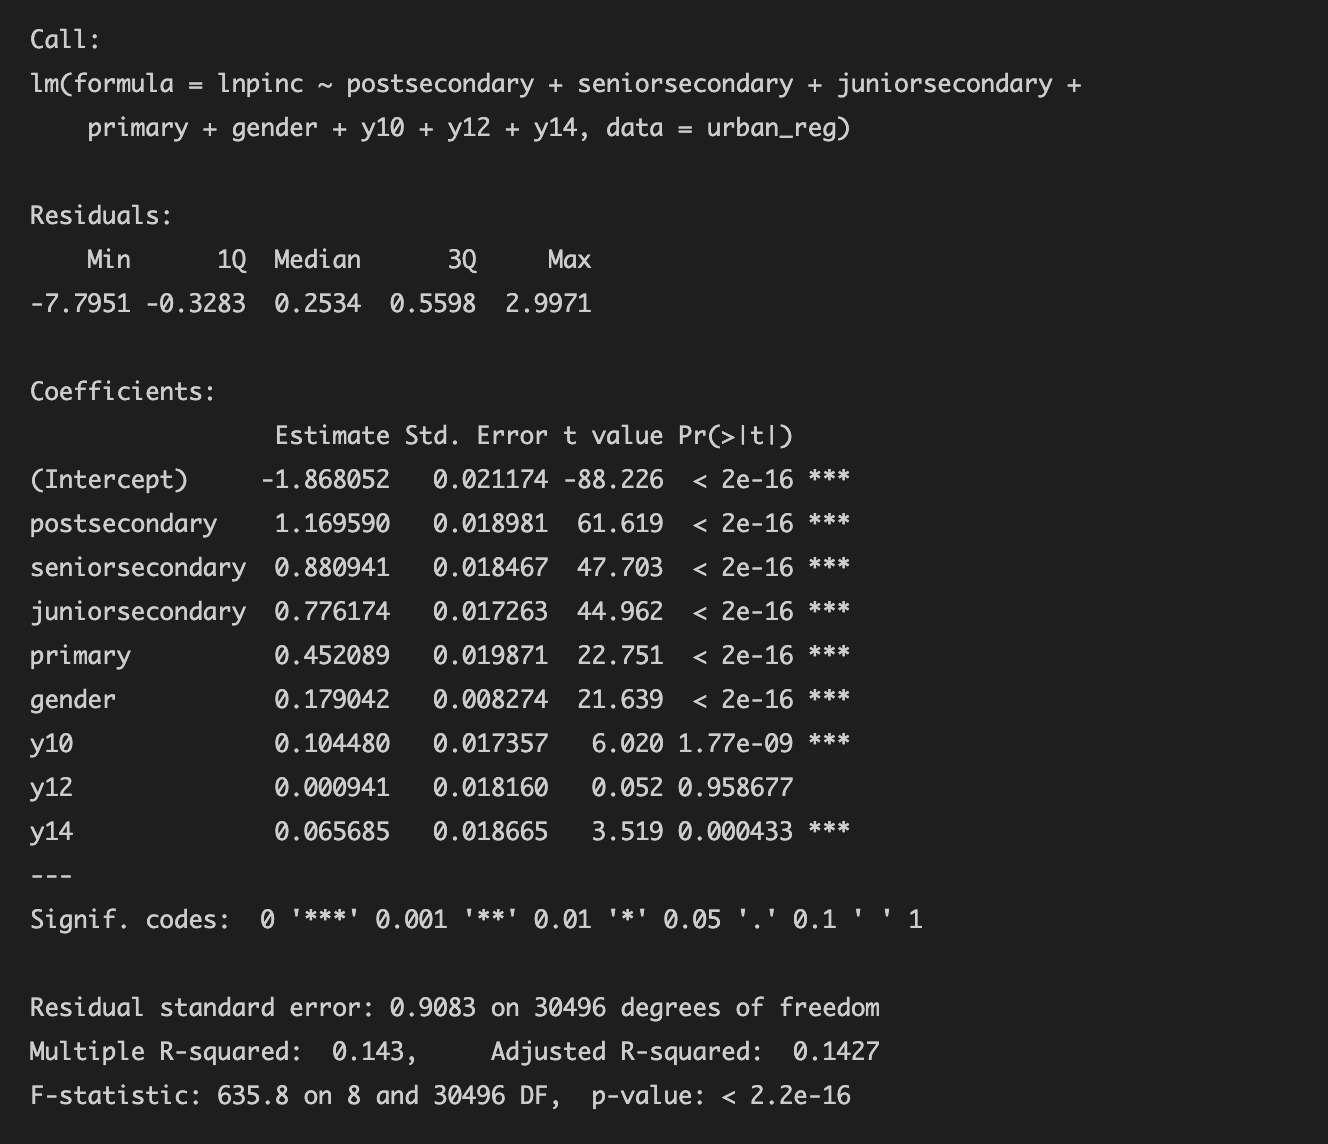 Call:
lm(formula = lnpinc ~ postsecondary + seniorsecondary + juniorsecondary +
    primary + gender + y10 + y12 + y14, data = urban_reg)
Residuals:
    Min      1Q  Median      3Q     Max
-7.7951 -0.3283  0.2534  0.5598  2.9971
Coefficients:
                 Estimate Std. Error t value Pr(>|t|)
(Intercept)     -1.868052   0.021174 -88.226  < 2e-16 ***
postsecondary    1.169590   0.018981  61.619  < 2e-16 ***
seniorsecondary  0.880941   0.018467  47.703  < 2e-16 ***
juniorsecondary  0.776174   0.017263  44.962  < 2e-16 ***
primary          0.452089   0.019871  22.751  < 2e-16 ***
gender           0.179042   0.008274  21.639  < 2e-16 ***
y10              0.104480   0.017357   6.020 1.77e-09 ***
y12              0.000941   0.018160   0.052 0.958677
y14              0.065685   0.018665   3.519 0.000433 ***
---
Signif. codes:  0 '***' 0.001 '**' 0.01 '*' 0.05 '.' 0.1 ' ' 1
Residual standard error: 0.9083 on 30496 degrees of freedom
Multiple R-squared:  0.143,     Adjusted R-squared:  0.1427
F-statistic: 635.8 on 8 and 30496 DF,  p-value: < 2.2e-16